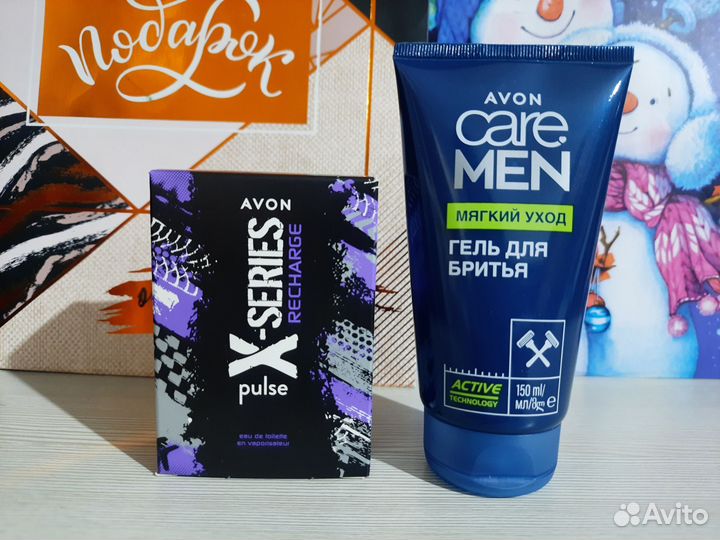 Подарок
AVON
X-SERIES
RECHARGE
pulse
eau de toilette
en vaporisateur
AVON
care.
MEN
МЯГКИЙ УХОД
ГЕЛЬ ДЛЯ
БРИТЬЯ
ACTIVE
TECHNOLOGY
150 ml/
мл/მლ e
Avito